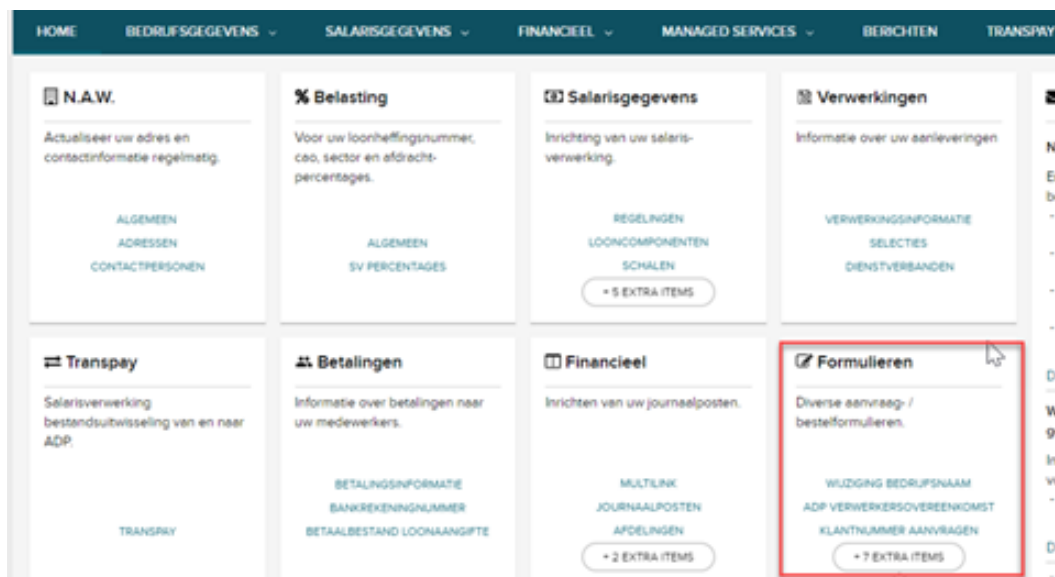 HOME BEDRIJFSGEGEVENS SALARISGEGEVENS FINANCIEEL MANAGED SERVICES BERICHTEN TRANSPAY
N.A.W.
Actualiseer uw adres en
contactinformatie regelmatig.
ALGEMEEN
ADRESSEN
CONTACTPERSONEN
% Belasting
Voor uw loonheffingsnummer,
cao, sector en afdracht-
percentages.
ALGEMEEN
SV PERCENTAGES
Salarisgegevens
Inrichting van uw salaris-
verwerking.
REGELINGEN
LOONCOMPONENTEN
SCHALEN
+ 5 EXTRA ITEMS
Verwerkingen
Informatie over uw aanleveringen
VERWERKINGSINFORMATIE
SELECTIES
DIENSTVERBANDEN
Transpay
Salarisverwerking
bestandsuitwisseling van en naar
ADP.
TRANSPAY
Betalingen
Informatie over betalingen naar
uw medewerkers.
BETALINGSINFORMATIE
BANKREKENINGNUMMER
BETAALBESTAND LOONAANGIFTE
Financieel
Inrichten van uw journaalposten.
MULTILINK
JOURNAALPOSTEN
AFDELINGEN
+ 2 EXTRA ITEMS
Formulieren
Diverse aanvraag- /
bestelformulieren.
WIJZIGING BEDRIJFSNAAM
ADP VERWERKERSOVEREENKOMST
KLANTNUMMER AANVRAGEN
+ 7 EXTRA ITEMS